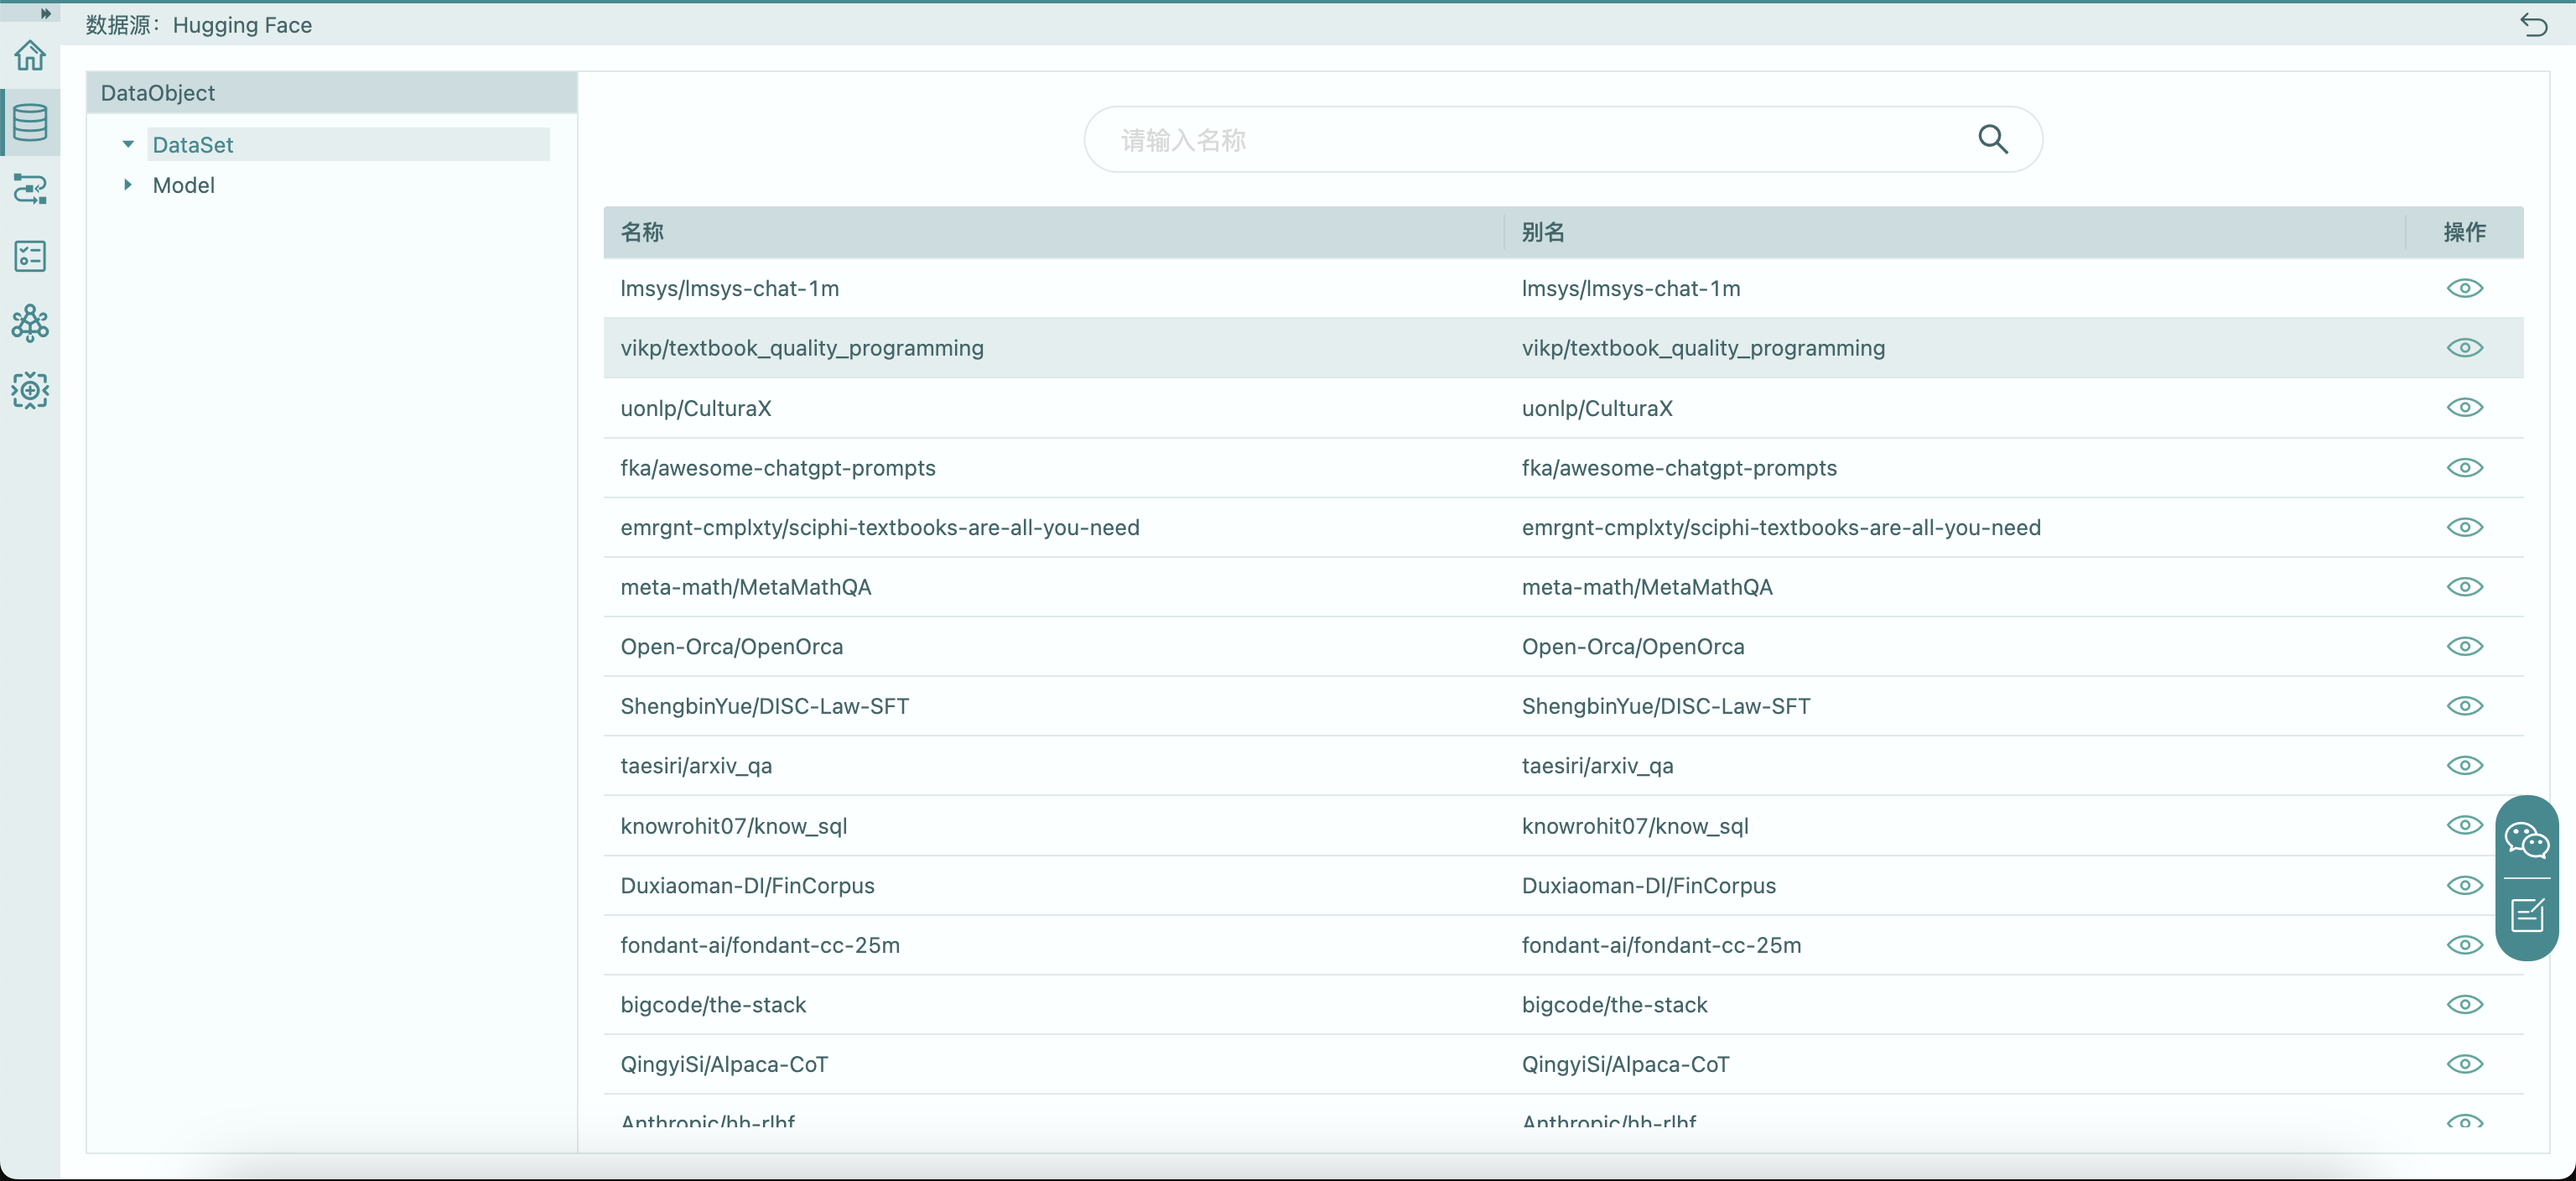 数据源：Hugging Face
DataObject
DataSet
Model
请输入名称
名称 别名 操作
lmsys/lmsys-chat-1m lmsys/lmsys-chat-1m
vikp/textbook_quality_programming vikp/textbook_quality_programming
uonlp/CulturaX uonlp/CulturaX
fka/awesome-chatgpt-prompts fka/awesome-chatgpt-prompts
emrgnt-cmplxty/sciphi-textbooks-are-all-you-need emrgnt-cmplxty/sciphi-textbooks-are-all-you-need
meta-math/MetaMathQA meta-math/MetaMathQA
Open-Orca/OpenOrca Open-Orca/OpenOrca
ShengbinYue/DISC-Law-SFT ShengbinYue/DISC-Law-SFT
taesiri/arxiv_qa taesiri/arxiv_qa
knowrohit07/know_sql knowrohit07/know_sql
Duxiaoman-DI/FinCorpus Duxiaoman-DI/FinCorpus
fondant-ai/fondant-cc-25m fondant-ai/fondant-cc-25m
bigcode/the-stack bigcode/the-stack
QingyiSi/Alpaca-CoT QingyiSi/Alpaca-CoT
Anthropic/hh-rlhf Anthropic/hh-rlhf